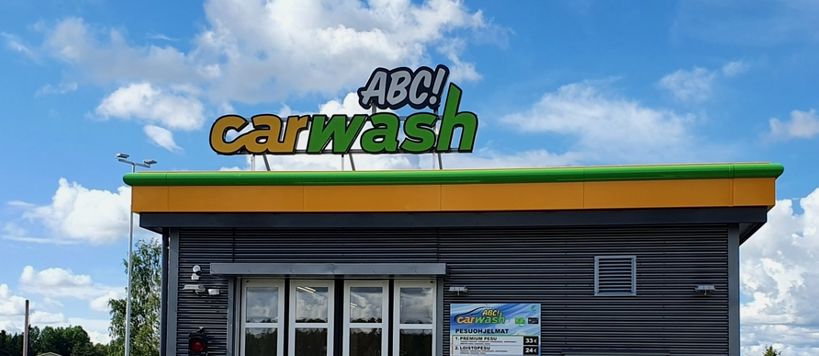 ABC!
carwash
ABC!
carwash
PESUOHJELMAT
1. PREMIUM PESU 33€
2. LOISTOPESU 24€